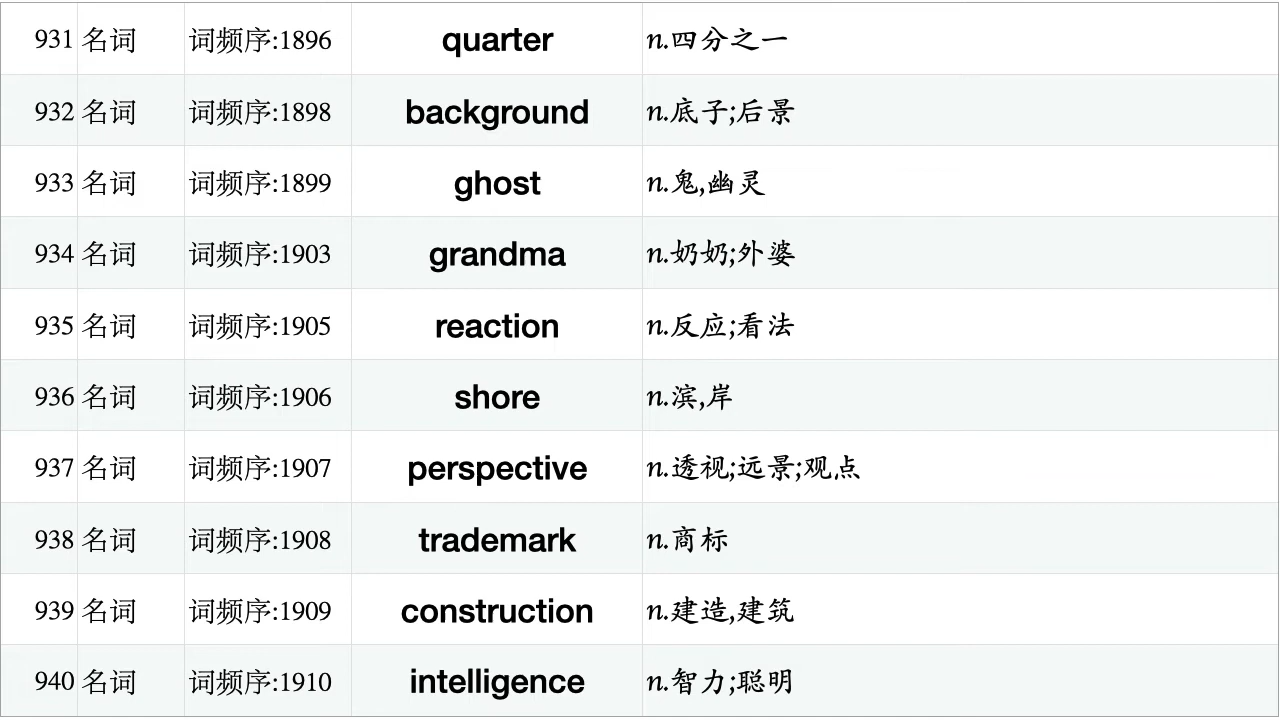 931 名词 词频序:1896 quarter n.四分之一
932 名词 词频序:1898 background n.底子;后景
933 名词 词频序:1899 ghost n.鬼,幽灵
934 名词 词频序:1903 grandma n.奶奶;外婆
935 名词 词频序:1905 reaction n.反应;看法
936 名词 词频序:1906 shore n.滨,岸
937 名词 词频序:1907 perspective n.透视;远景;观点
938 名词 词频序:1908 trademark n.商标
939 名词 词频序:1909 construction n.建造,建筑
940 名词 词频序:1910 intelligence n.智力;聪明